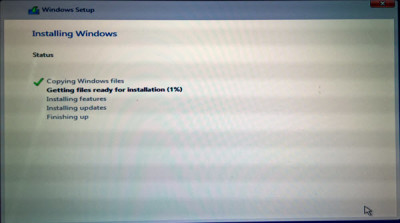 Windows Setup
Installing Windows
Status
Copying Windows files
Getting files ready for installation (1%)
Installing features
Installing updates
Finishing up